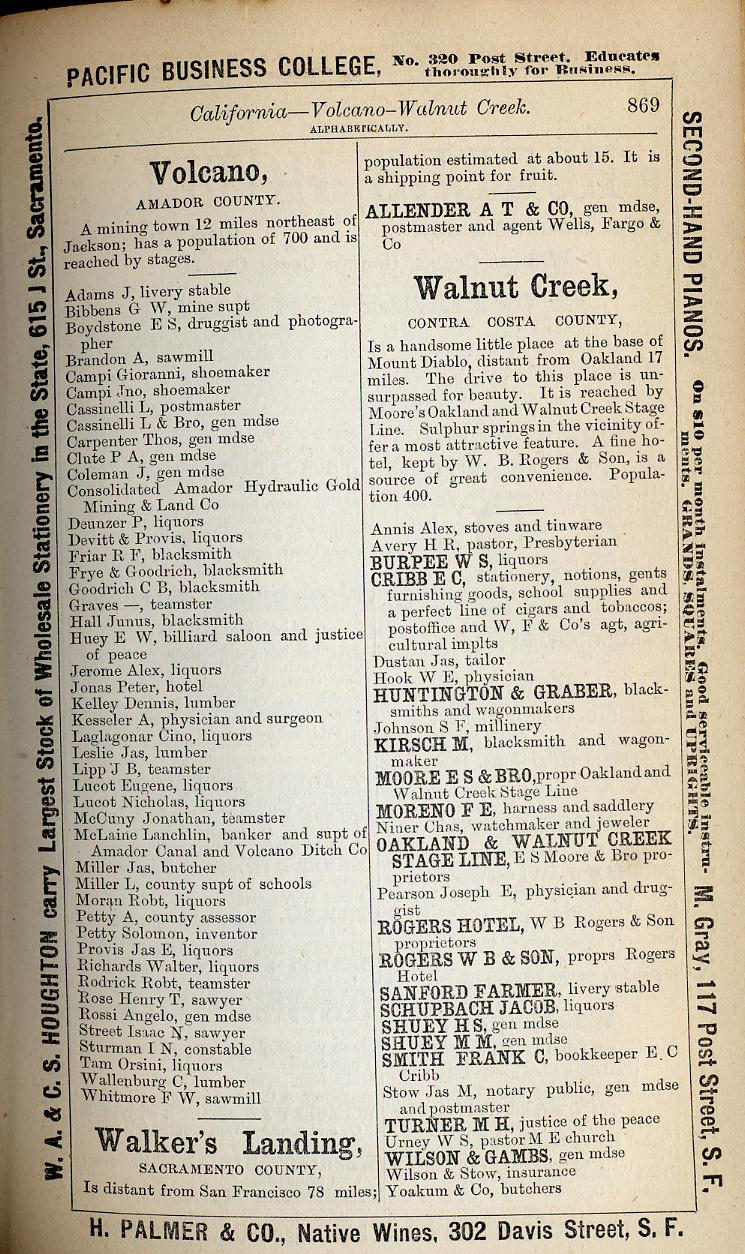 PACIFIC BUSINESS COLLEGE, No. 320 Post Street. Educates
thoroughly for Business.
California—Volcano–Walnut Creek. 869
ALPHABETICALLY.
Volcano,
AMADOR COUNTY.
A mining town 12 miles northeast of
Jackson; has a population of 700 and is
reached by stages.
Adams J, livery stable
Bibbens G W, mine supt
Boydstone E S, druggist and photogra-
pher
Brandon A, sawmill
Campi Gioranni, shoemaker
Campi Jno, shoemaker
Cassinelli L, postmaster
Cassinelli L & Bro, gen mdse
Carpenter Thos, gen mdse
Clute P A, gen mdse
Coleman J, gen mdse
Consolidated Amador Hydraulic Gold
Mining & Land Co
Deunzer P, liquors
Devitt & Provis, liquors
Friar R F, blacksmith
Frye & Goodrich, blacksmith
Goodrich C B, blacksmith
Graves —, teamster
Hall Junus, blacksmith
Huey E W, billiard saloon and justice
of peace
Jerome Alex, liquors
Jonas Peter, hotel
Kelley Dennis, lumber
Kesseler A, physician and surgeon
Laglagonar Cino, liquors
Leslie Jas, lumber
Lipp J B, teamster
Lucot Eugene, liquors
Lucot Nicholas, liquors
McCuny Jonathan, teamster
McLaine Lanchlin, banker and supt of
Amador Canal and Volcano Ditch Co
Miller Jas, butcher
Miller L, county supt of schools
Moran Robt, liquors
Petty A, county assessor
Petty Solomon, inventor
Provis Jas E, liquors
Richards Walter, liquors
Rodrick Robt, teamster
Rose Henry T, sawyer
Rossi Angelo, gen mdse
Street Isaac N, sawyer
Sturman I N, constable
Tam Orsini, liquors
Wallenburg C, lumber
Whitmore F W, sawmill
Walker's Landing,
SACRAMENTO COUNTY,
Is distant from San Francisco 78 miles;
population estimated at about 15. It is
a shipping point for fruit.
ALLENDER A T & CO, gen mdse,
postmaster and agent Wells, Fargo &
Co
Walnut Creek,
CONTRA COSTA COUNTY,
Is a handsome little place at the base of
Mount Diablo, distant from Oakland 17
miles. The drive to this place is un-
surpassed for beauty. It is reached by
Moore's Oakland and Walnut Creek Stage
Line. Sulphur springs in the vicinity of-
fer a most attractive feature. A fine ho-
tel, kept by W. B. Rogers & Son, is a
source of great convenience. Popula-
tion 400.
Annis Alex, stoves and tinware
Avery H R, pastor, Presbyterian
BURPEE W S, liquors
CRIBB E C, stationery, notions, gents
furnishing goods, school supplies and
a perfect line of cigars and tobaccos;
postoffice and W, F & Co's agt, agri-
cultural implts
Dustan Jas, tailor
Hook W E, physician
HUNTINGTON & GRABER, black-
smiths and wagonmakers
Johnson S F, millinery
KIRSCH M, blacksmith and wagon-
maker
MOORE E S & BRO, propr Oakland and
Walnut Creek Stage Line
MORENO F E, harness and saddlery
Niner Chas, watchmaker and jeweler
OAKLAND & WALNUT CREEK
STAGE LINE, E S Moore & Bro pro-
prietors
Pearson Joseph E, physician and drug-
gist
ROGERS HOTEL, W B Rogers & Son
proprietors
ROGERS W B & SON, proprs Rogers
Hotel
SANFORD FARMER, livery stable
SCHUPBACH JACOB, liquors
SHUEY H S, gen mdse
SHUEY M M, gen mdse
SMITH FRANK C, bookkeeper E. C
Cribb
Stow Jas M, notary public, gen mdse
and postmaster
TURNER M H, justice of the peace
Urney W S, pastor M E church
WILSON & GAMBS, gen mdse
Wilson & Stow, insurance
Yoakum & Co, butchers
W. A. & C. S. HOUGHTON carry Largest Stock of Wholesale Stationery in the State, 615 J St., Sacramento.
SECOND-HAND PIANOS. On $10 per month instalments. Good serviceable instru-
ments. GRANDS, SQUARES and UPRIGHTS. M. Gray, 117 Post Street, S. F.
H. PALMER & CO., Native Wines, 302 Davis Street, S. F.